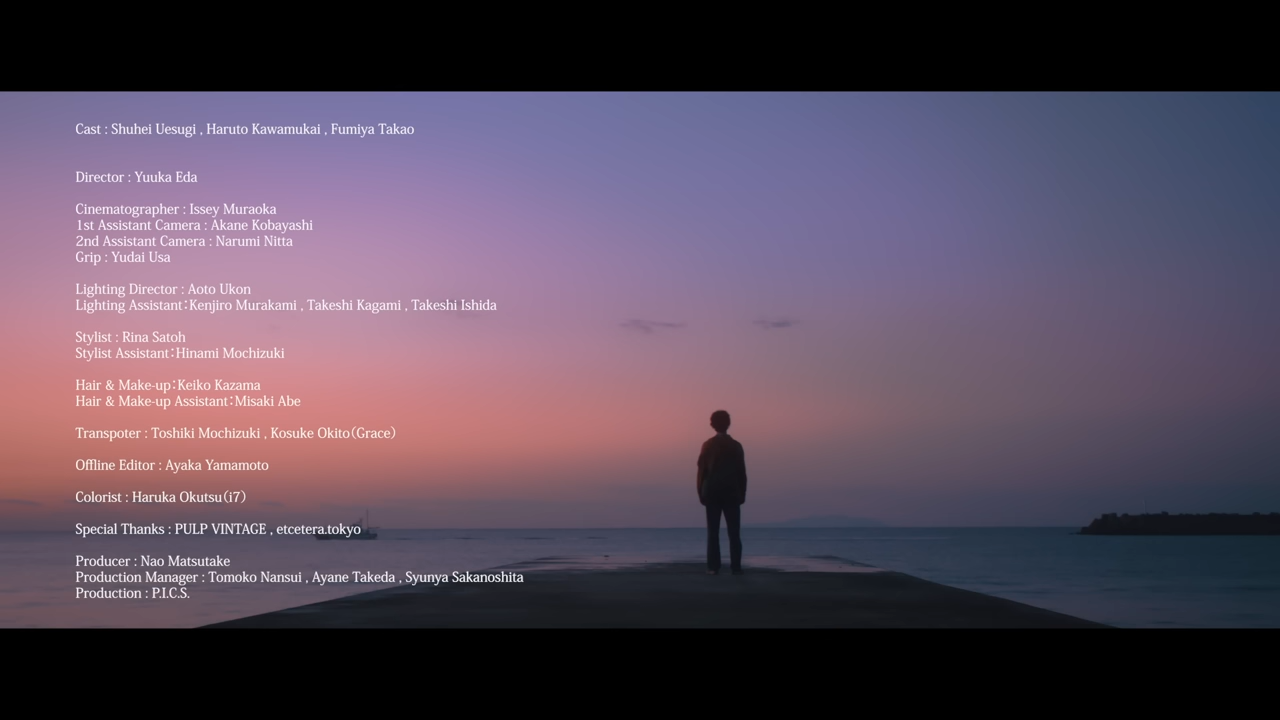 Cast : Shuhei Uesugi , Haruto Kawamukai , Fumiya Takao
Director : Yuuka Eda
Cinematographer : Issey Muraoka
1st Assistant Camera : Akane Kobayashi
2nd Assistant Camera : Narumi Nitta
Grip : Yudai Usa
Lighting Director : Aoto Ukon
Lighting Assistant：Kenjiro Murakami , Takeshi Kagami , Takeshi Ishida
Stylist : Rina Satoh
Stylist Assistant：Hinami Mochizuki
Hair & Make-up：Keiko Kazama
Hair & Make-up Assistant：Misaki Abe
Transpoter : Toshiki Mochizuki , Kosuke Okito（Grace）
Offline Editor : Ayaka Yamamoto
Colorist : Haruka Okutsu（i7）
Special Thanks : PULP VINTAGE , etcetera.tokyo
Producer : Nao Matsutake
Production Manager : Tomoko Nansui , Ayane Takeda , Syunya Sakanoshita
Production : P.I.C.S.